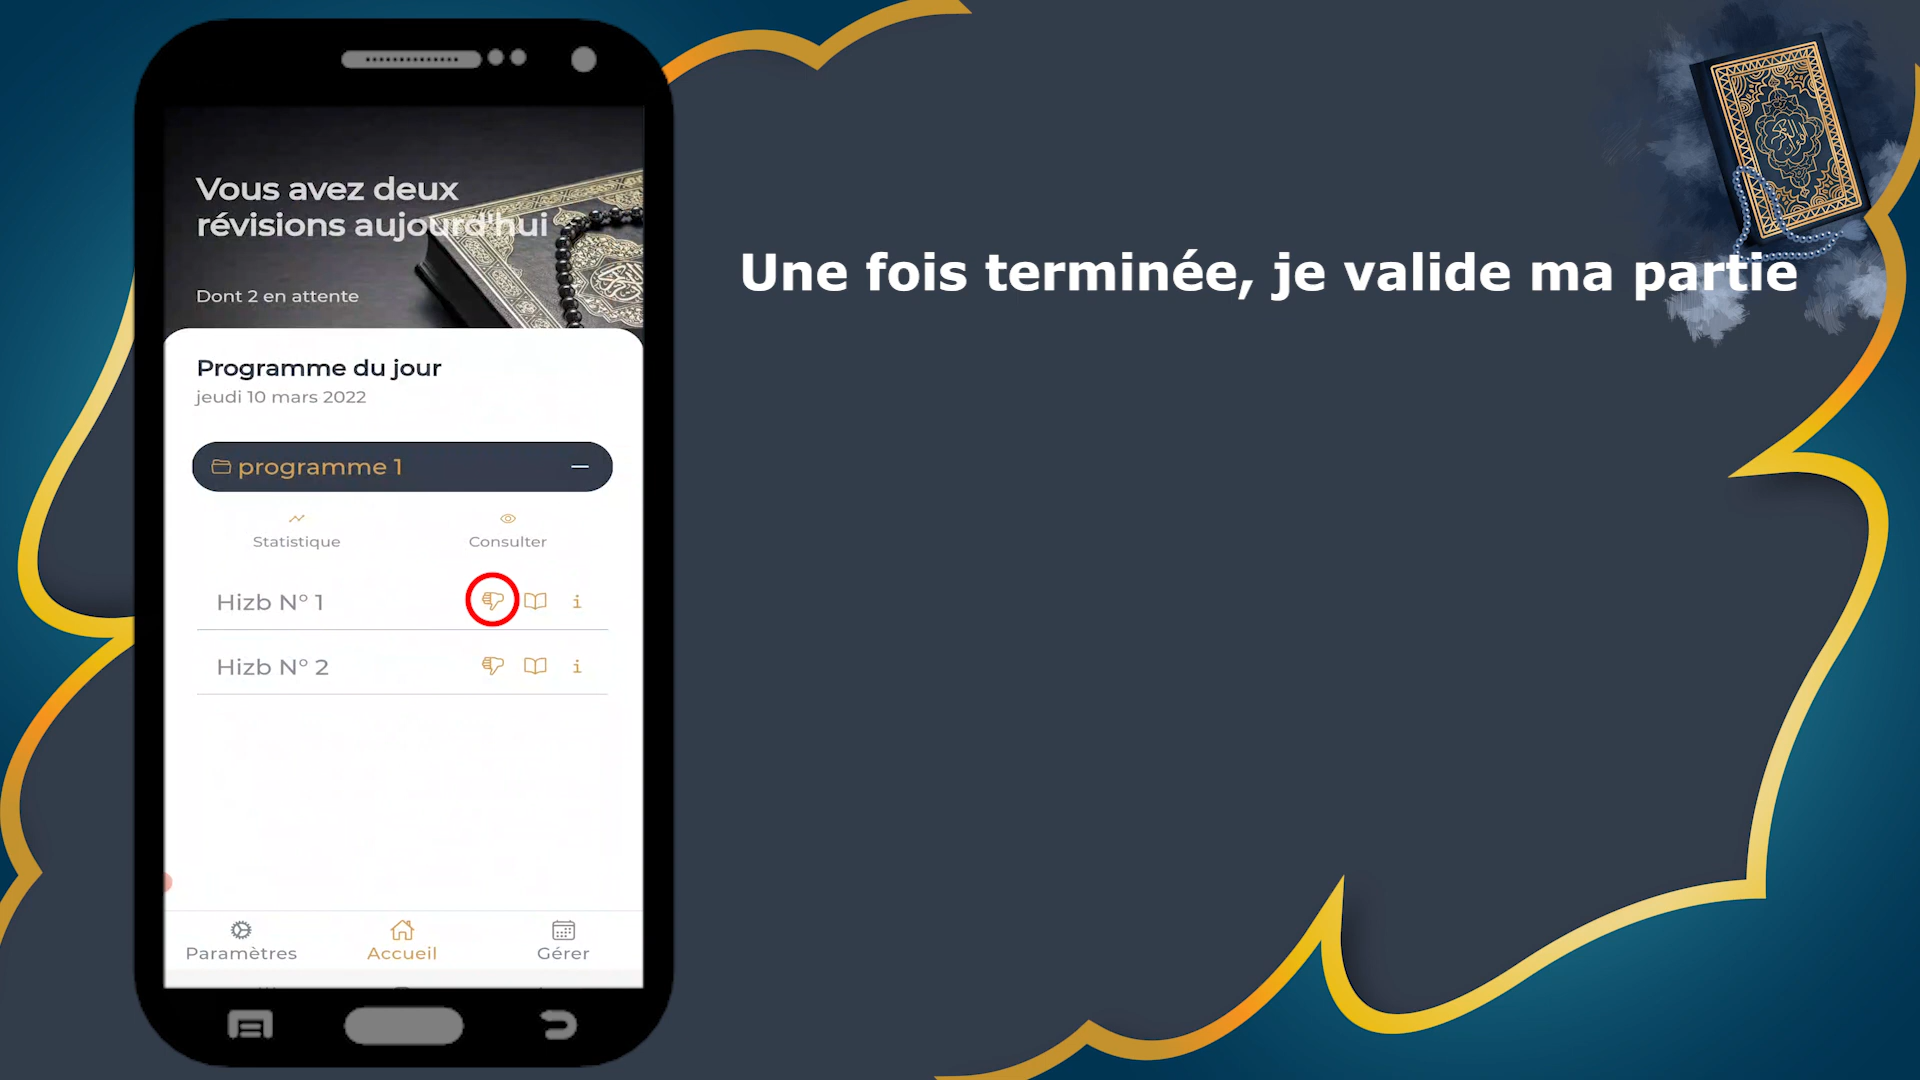 Vous avez deux
révisions aujourd'hui
Dont 2 en attente
Programme du jour
jeudi 10 mars 2022
programme 1
Statistique
Consulter
Hizb N° 1
i
Hizb N° 2
i
Paramètres
Accueil
Gérer
Une fois terminée, je valide ma partie